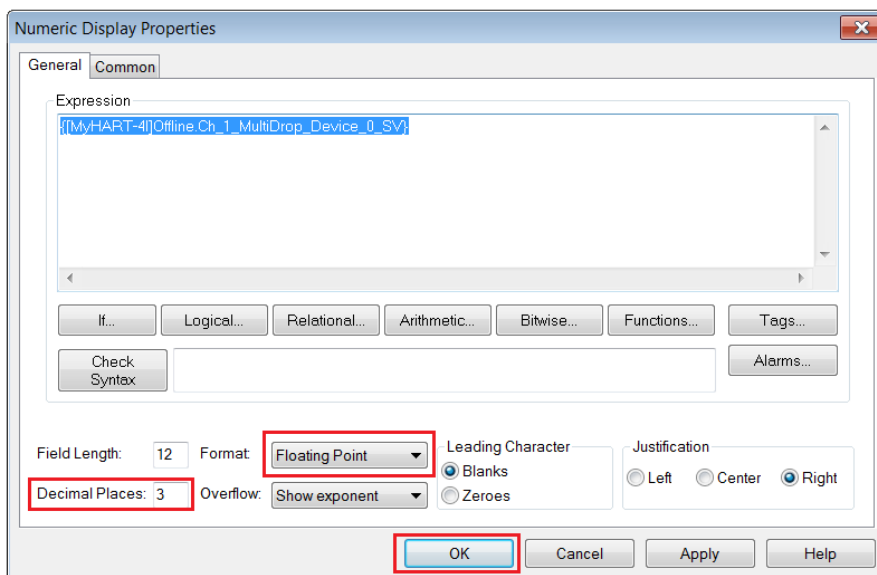 Numeric Display Properties
General Common
Expression
{[MyHART-4I]Offline.Ch_1_MultiDrop_Device_0_SV}
If... Logical... Relational... Arithmetic... Bitwise... Functions... Tags...
Check Syntax
Alarms...
Field Length: 12 Format: Floating Point
Decimal Places: 3 Overflow: Show exponent
Leading Character
Blanks
Zeroes
Justification
Left Center Right
OK Cancel Apply Help